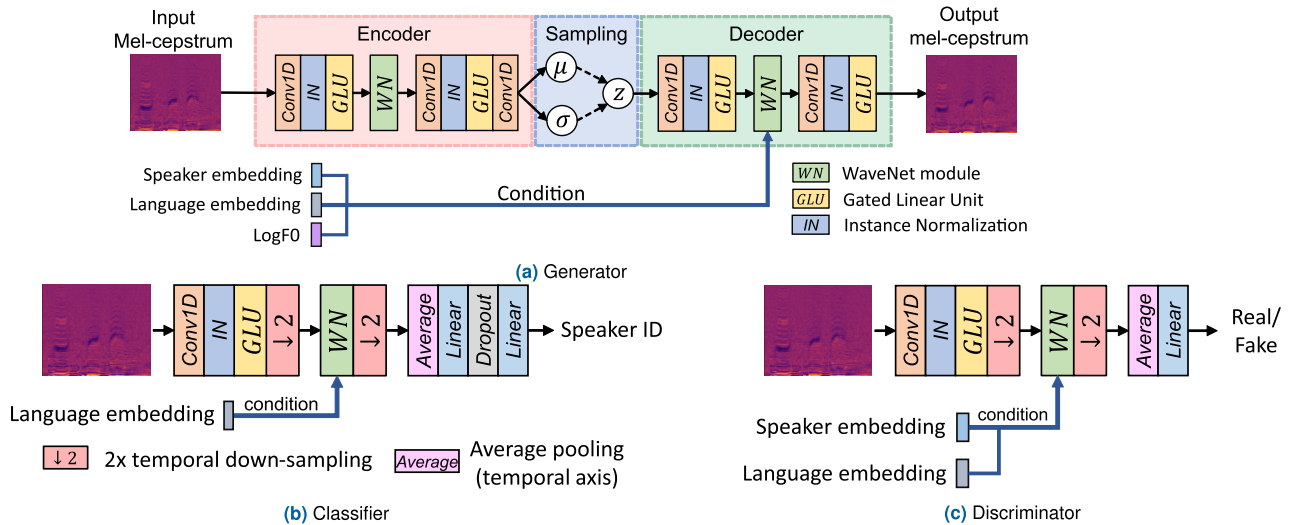 Input
Mel-cepstrum
Encoder
Sampling
Decoder
Output
mel-cepstrum
Conv1D
IN
GLU
WN
Conv1D
IN
GLU
Conv1D
μ
σ
z
Conv1D
IN
GLU
WN
Conv1D
IN
GLU
Speaker embedding
Language embedding
LogF0
Condition
WN WaveNet module
GLU Gated Linear Unit
IN Instance Normalization
(a) Generator
Conv1D
IN
GLU
↓ 2
WN
↓ 2
Average
Linear
Dropout
Linear
Speaker ID
Language embedding
condition
↓ 2 2x temporal down-sampling
Average Average pooling
(temporal axis)
(b) Classifier
Conv1D
IN
GLU
↓ 2
WN
↓ 2
Average
Linear
Real/
Fake
Speaker embedding
condition
Language embedding
(c) Discriminator